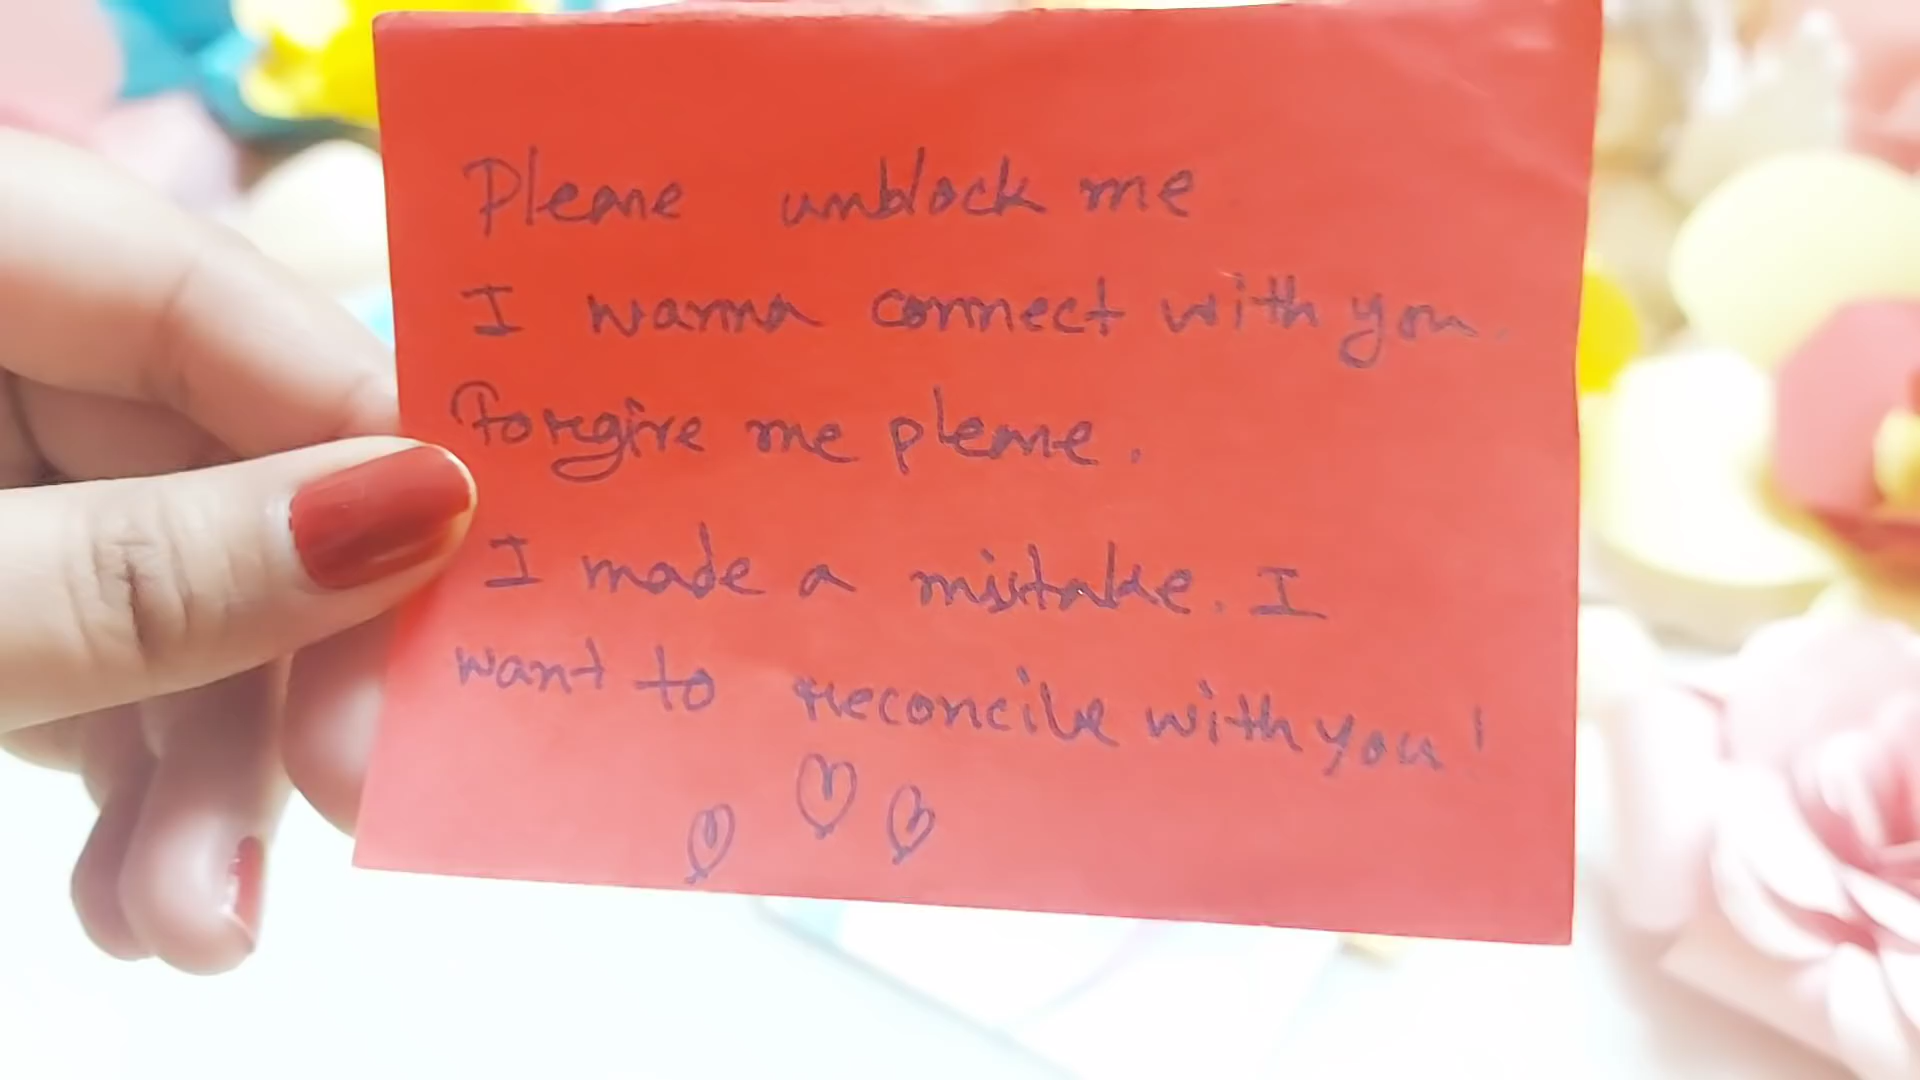 Please unblock me
I wanna connect with you.
Forgive me please.
I made a mistake. I
want to reconcile with you!